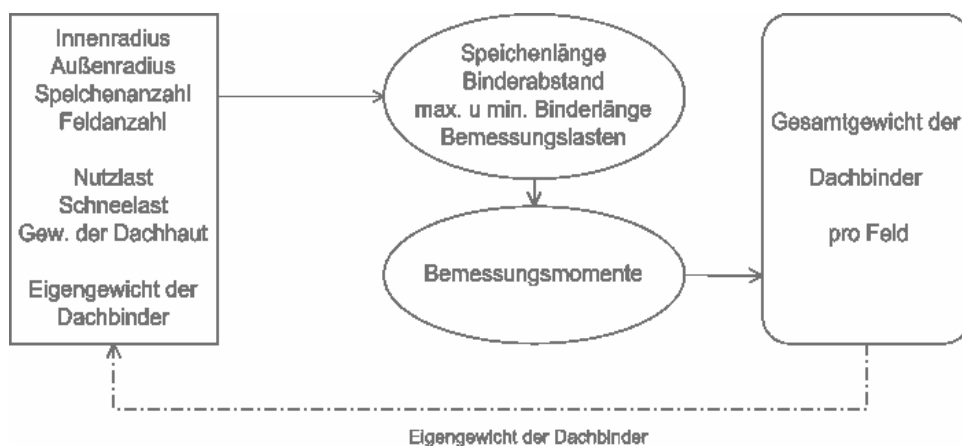 Innenradius
Außenradius
Speichenanzahl
Feldanzahl
Nutzlast
Schneelast
Gew. der Dachhaut
Eigengewicht der
Dachbinder
Speichenlänge
Binderabstand
max. u min. Binderlänge
Bemessungslasten
Bemessungsmomente
Gesamtgewicht der
Dachbinder
pro Feld
Eigengewicht der Dachbinder